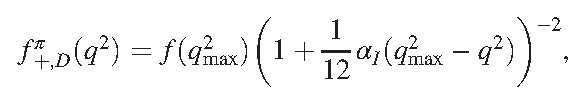 $f^{\pi}_{+,D}(q^2) = f(q^2_{\max})\left(1 + \frac{1}{12}\alpha_I(q^2_{\max} - q^2)\right)^{-2},$